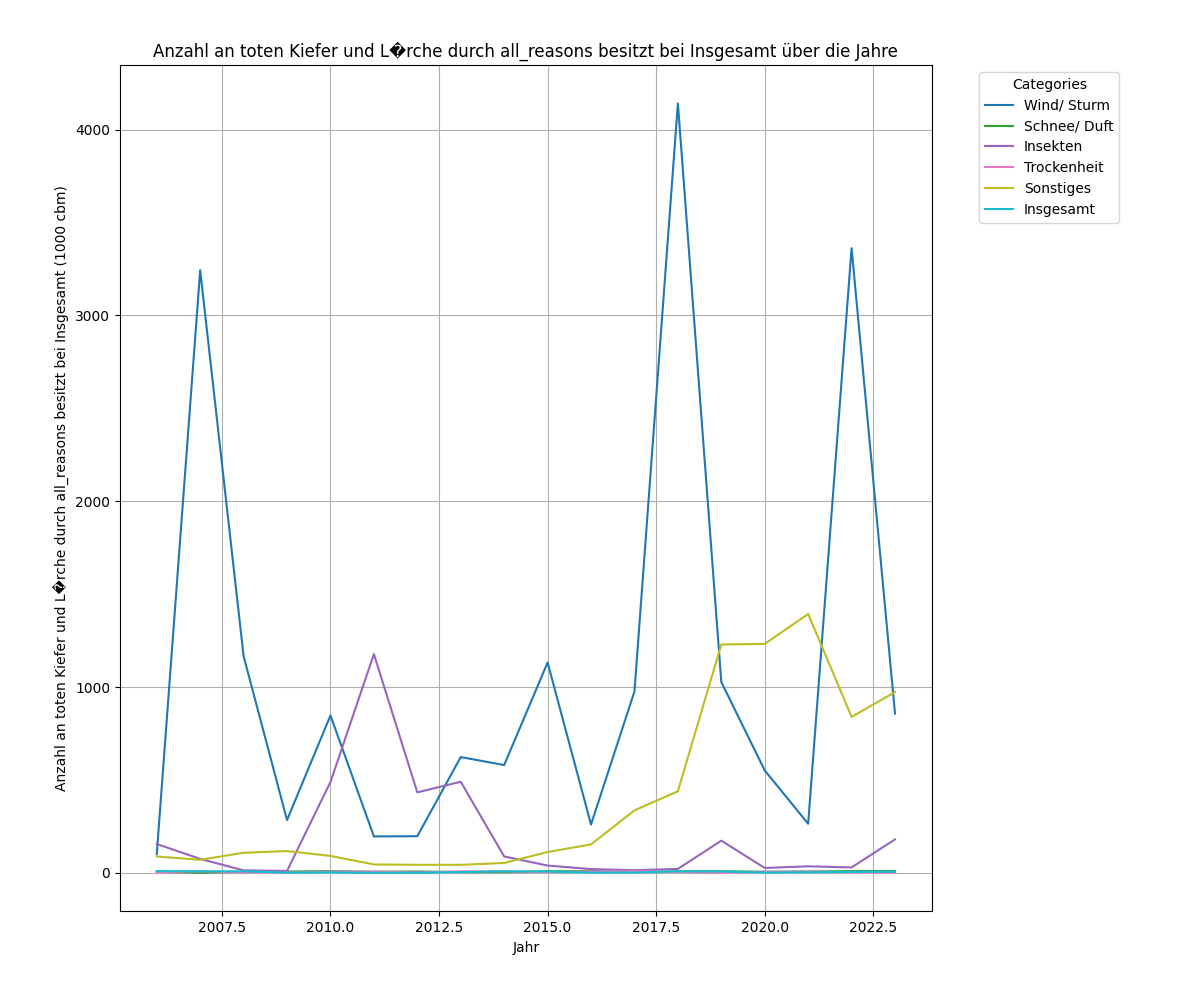 Anzahl an toten Kiefer und L�rche durch all_reasons besitzt bei Insgesamt über die Jahre
Categories
Wind/ Sturm
Schnee/ Duft
Insekten
Trockenheit
Sonstiges
Insgesamt
Anzahl an toten Kiefer und L�rche durch all_reasons besitzt bei Insgesamt (1000 cbm)
4000
3000
2000
1000
0
2007.5
2010.0
2012.5
2015.0
2017.5
2020.0
2022.5
Jahr